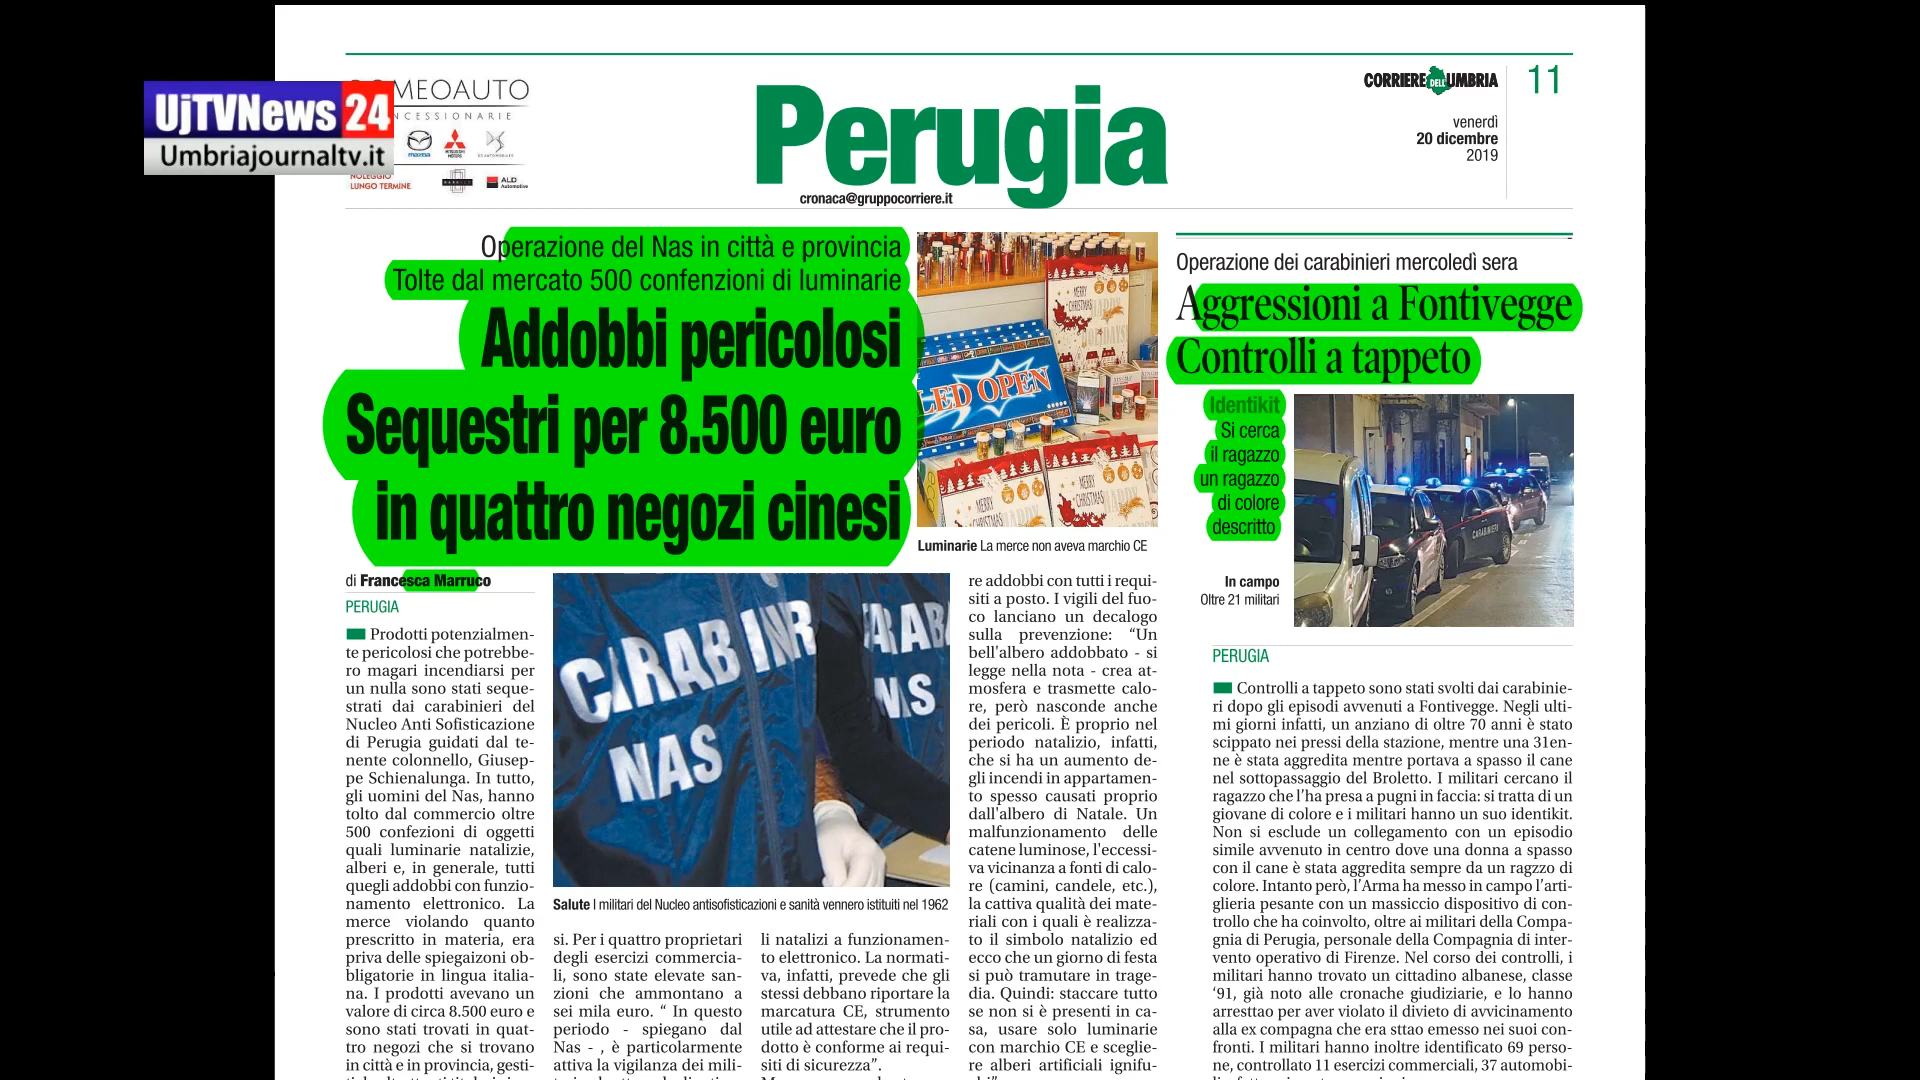 MEOAUTO
NCESSIONARIE
UjTVNews 24
Umbriajournaltv.it
mazda
NOLEGGIO
LUNGO TERMINE
ALD
Automotive
Perugia
cronaca@gruppocorriere.it
CORRIERE DELL'UMBRIA
11
venerdì
20 dicembre
2019
Operazione del Nas in città e provincia
Tolte dal mercato 500 confenzioni di luminarie
Addobbi pericolosi
Sequestri per 8.500 euro
in quattro negozi cinesi
LED OPEN
MERRY
CHRISTMAS
MERRY
CHRISTMAS
MERRY
CHRISTMAS
Luminarie La merce non aveva marchio CE
di Francesca Marruco
PERUGIA
Prodotti potenzialmen-
te pericolosi che potrebbe-
ro magari incendiarsi per
un nulla sono stati seque-
strati dai carabinieri del
Nucleo Anti Sofisticazione
di Perugia guidati dal te-
nente colonnello, Giusep-
pe Schienalunga. In tutto,
gli uomini del Nas, hanno
tolto dal commercio oltre
500 confezioni di oggetti
quali luminarie natalizie,
alberi e, in generale, tutti
quegli addobbi con funzio-
namento elettronico. La
merce violando quanto
prescritto in materia, era
priva delle spiegaizoni ob-
bligatorie in lingua italia-
na. I prodotti avevano un
valore di circa 8.500 euro e
sono stati trovati in quat-
tro negozi che si trovano
in città e in provincia, gesti-
CARABINIERI
NAS
CARABI
NAS
Salute I militari del Nucleo antisofisticazioni e sanità vennero istituiti nel 1962
si. Per i quattro proprietari
degli esercizi commercia-
li, sono state elevate san-
zioni che ammontano a
sei mila euro. “ In questo
periodo - spiegano dal
Nas - , è particolarmente
attiva la vigilanza dei mili-
li natalizi a funzionamen-
to elettronico. La normati-
va, infatti, prevede che gli
stessi debbano riportare la
marcatura CE, strumento
utile ad attestare che il pro-
dotto è conforme ai requi-
siti di sicurezza”.
re addobbi con tutti i requi-
siti a posto. I vigili del fuo-
co lanciano un decalogo
sulla prevenzione: “Un
bell'albero addobbato - si
legge nella nota - crea at-
mosfera e trasmette calo-
re, però nasconde anche
dei pericoli. È proprio nel
periodo natalizio, infatti,
che si ha un aumento de-
gli incendi in appartamen-
to spesso causati proprio
dall'albero di Natale. Un
malfunzionamento delle
catene luminose, l'eccessi-
va vicinanza a fonti di calo-
re (camini, candele, etc.),
la cattiva qualità dei mate-
riali con i quali è realizza-
to il simbolo natalizio ed
ecco che un giorno di festa
si può tramutare in trage-
dia. Quindi: staccare tutto
se non si è presenti in ca-
sa, usare solo luminarie
con marchio CE e sceglie-
re alberi artificiali ignifu-
Operazione dei carabinieri mercoledì sera
Aggressioni a Fontivegge
Controlli a tappeto
Identikit
Si cerca
il ragazzo
un ragazzo
di colore
descritto
CARABINIERI
In campo
Oltre 21 militari
PERUGIA
Controlli a tappeto sono stati svolti dai carabinie-
ri dopo gli episodi avvenuti a Fontivegge. Negli ulti-
mi giorni infatti, un anziano di oltre 70 anni è stato
scippato nei pressi della stazione, mentre una 31en-
ne è stata aggredita mentre portava a spasso il cane
nel sottopassaggio del Broletto. I militari cercano il
ragazzo che l’ha presa a pugni in faccia: si tratta di un
giovane di colore e i militari hanno un suo identikit.
Non si esclude un collegamento con un episodio
simile avvenuto in centro dove una donna a spasso
con il cane è stata aggredita sempre da un ragzzo di
colore. Intanto però, l’Arma ha messo in campo l’arti-
glieria pesante con un massiccio dispositivo di con-
trollo che ha coinvolto, oltre ai militari della Compa-
gnia di Perugia, personale della Compagnia di inter-
vento operativo di Firenze. Nel corso dei controlli, i
militari hanno trovato un cittadino albanese, classe
‘91, già noto alle cronache giudiziarie, e lo hanno
arresttao per aver violato il divieto di avvicinamento
alla ex compagna che era sttao emesso nei suoi con-
fronti. I militari hanno inoltre identificato 69 perso-
ne, controllato 11 esercizi commerciali, 37 automobi-